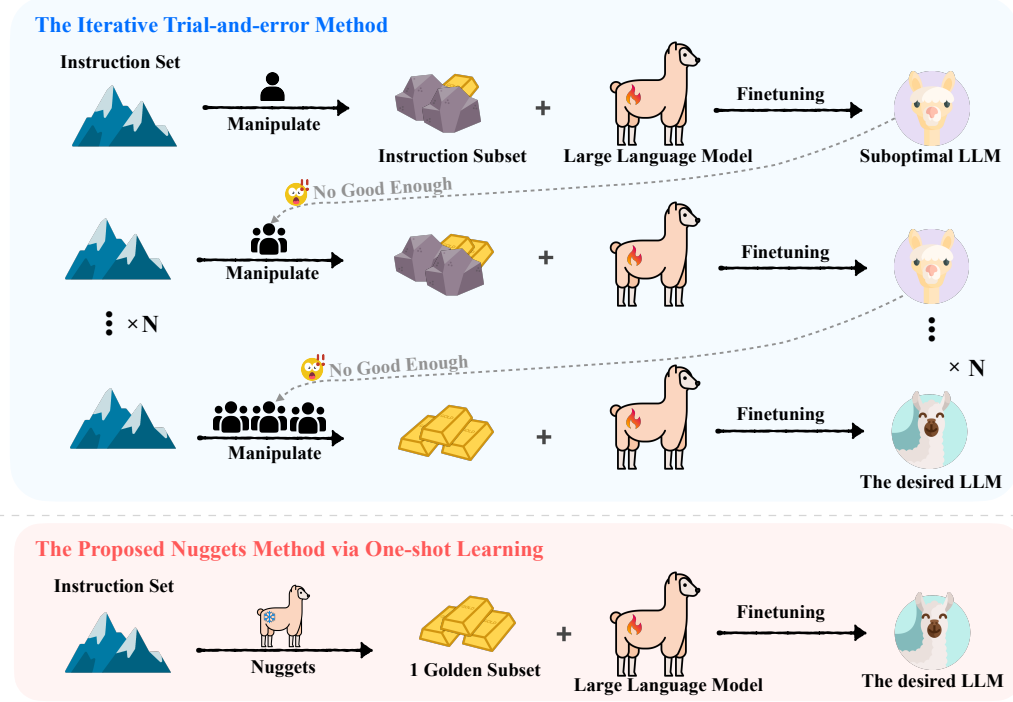 The Iterative Trial-and-error Method
Instruction Set
Manipulate
Instruction Subset
+
Large Language Model
Finetuning
Suboptimal LLM
No Good Enough
Manipulate
+
Finetuning
× N
× N
No Good Enough
Manipulate
+
Finetuning
The desired LLM
The Proposed Nuggets Method via One-shot Learning
Instruction Set
Nuggets
1 Golden Subset
+
Large Language Model
Finetuning
The desired LLM